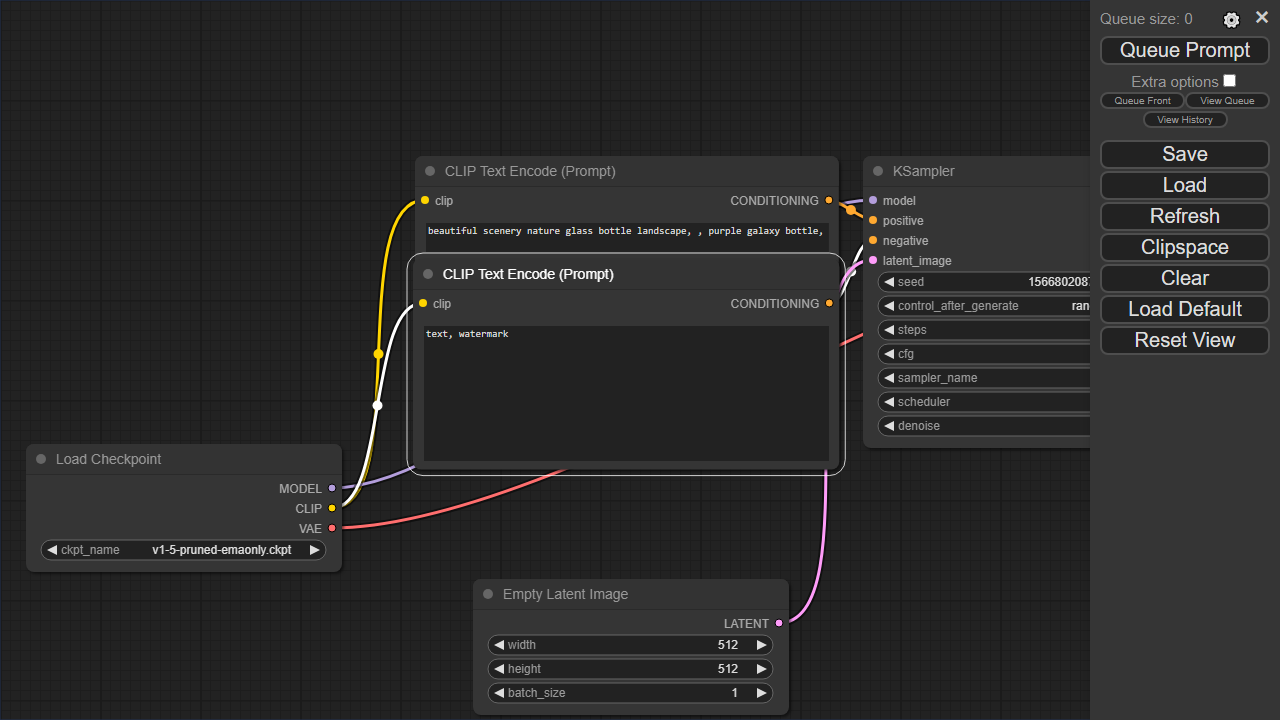 Queue size: 0
Queue Prompt
Extra options
Queue Front
View Queue
View History
Save
Load
Refresh
Clipspace
Clear
Load Default
Reset View
CLIP Text Encode (Prompt)
clip CONDITIONING
beautiful scenery nature glass bottle landscape, , purple galaxy bottle,
CLIP Text Encode (Prompt)
clip CONDITIONING
text, watermark
KSampler
model
positive
negative
latent_image
seed 156680208
control_after_generate ran
steps
cfg
sampler_name
scheduler
denoise
Load Checkpoint
MODEL
CLIP
VAE
ckpt_name v1-5-pruned-emaonly.ckpt
Empty Latent Image
LATENT
width 512
height 512
batch_size 1